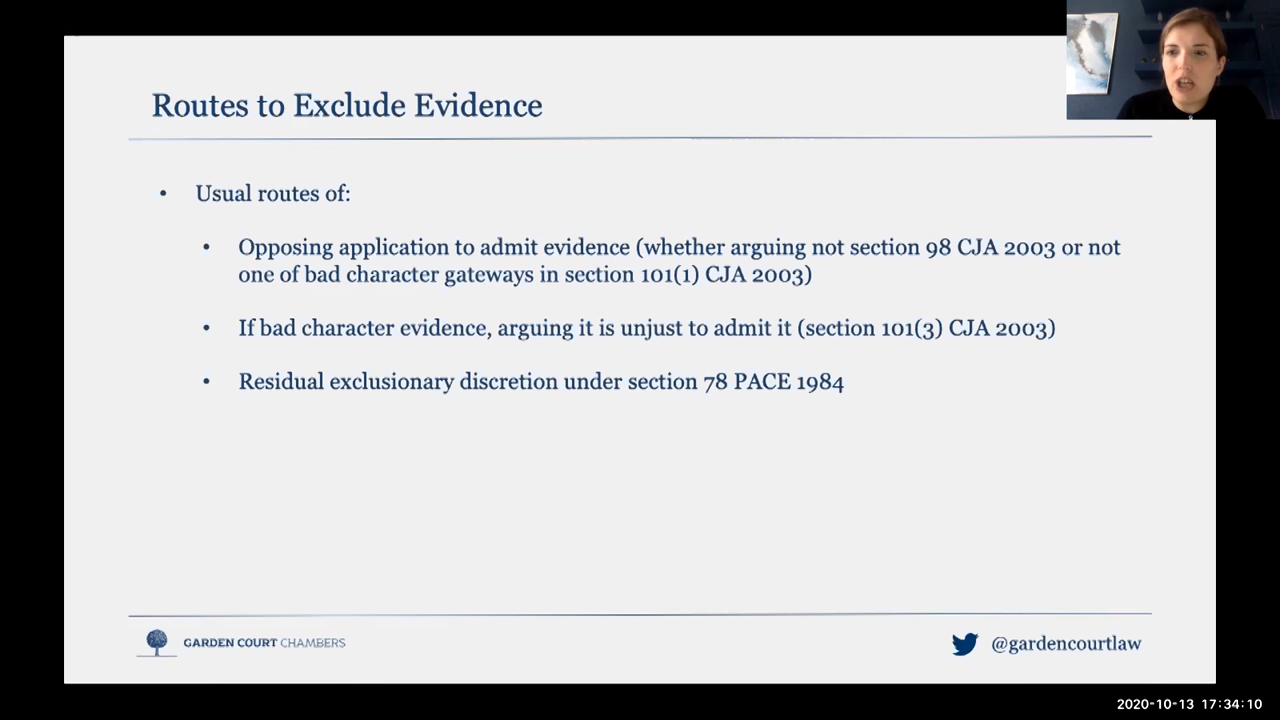 Routes to Exclude Evidence
• Usual routes of:
• Opposing application to admit evidence (whether arguing not section 98 CJA 2003 or not
one of bad character gateways in section 101(1) CJA 2003)
• If bad character evidence, arguing it is unjust to admit it (section 101(3) CJA 2003)
• Residual exclusionary discretion under section 78 PACE 1984
GARDEN COURT CHAMBERS
@gardencourtlaw
2020-10-13 17:34:10